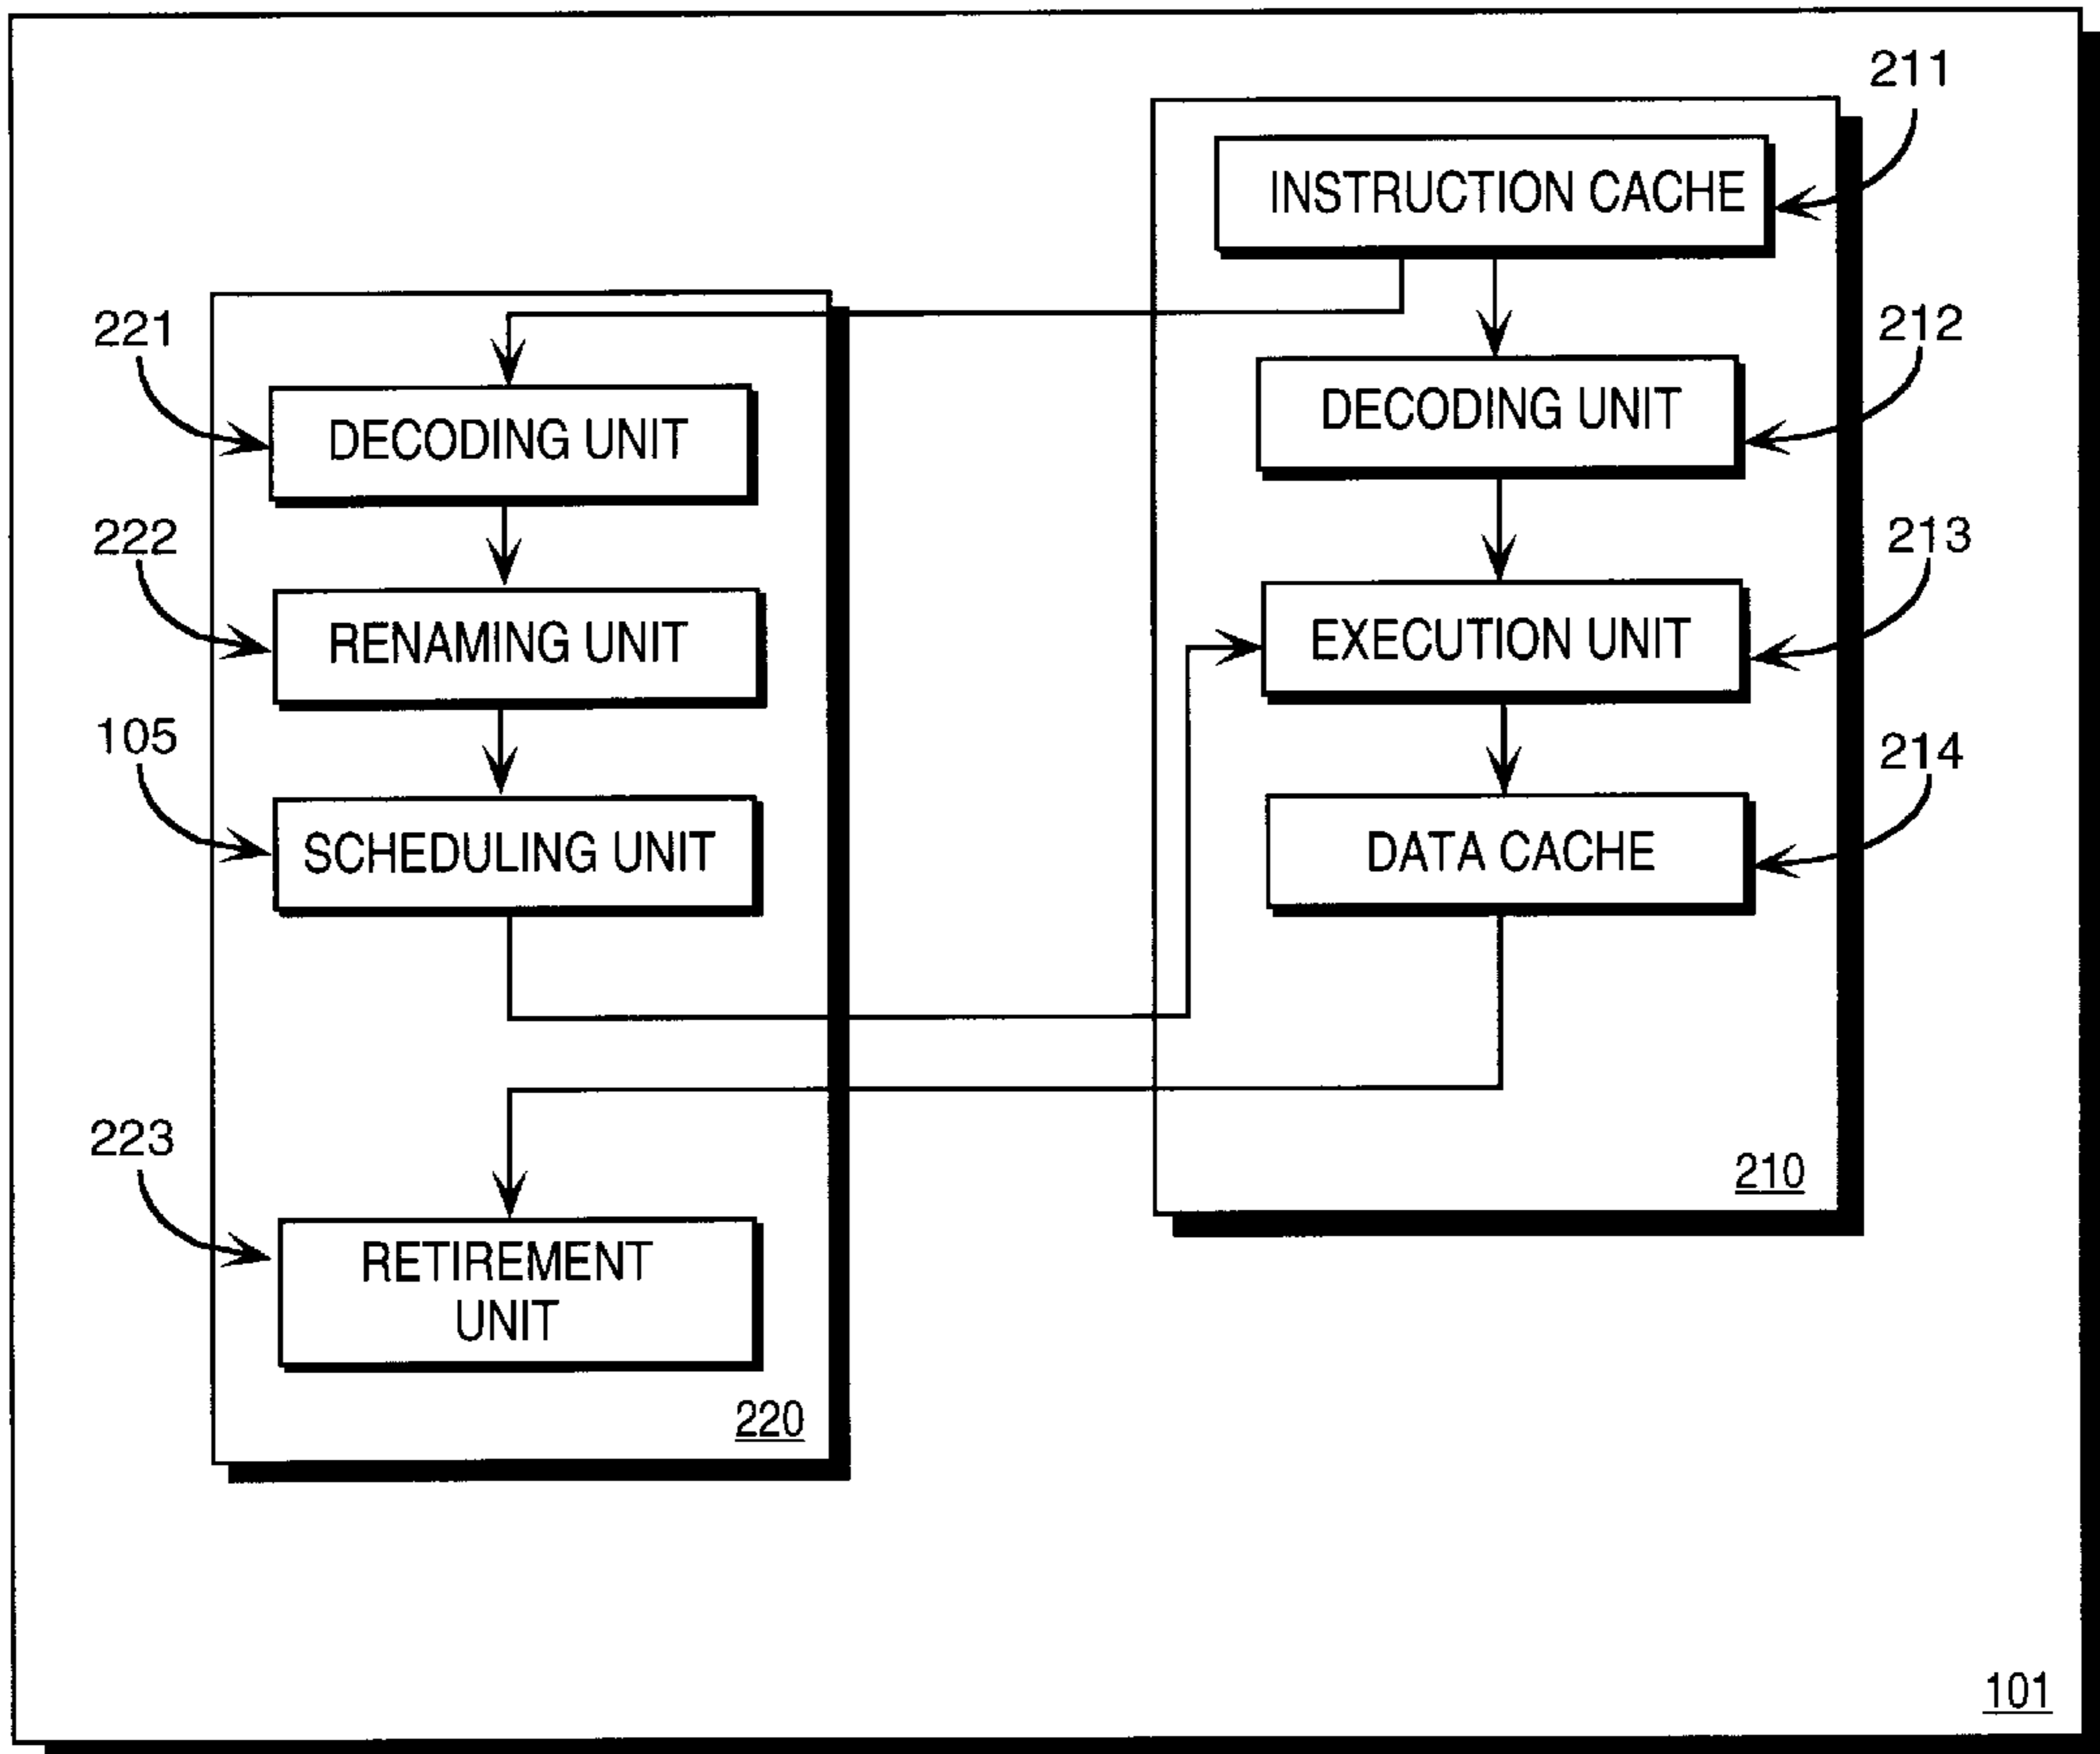 211
INSTRUCTION CACHE
221
212
DECODING UNIT
DECODING UNIT
222
213
RENAMING UNIT
EXECUTION UNIT
105
214
SCHEDULING UNIT
DATA CACHE
223
210
RETIREMENT
UNIT
220
101